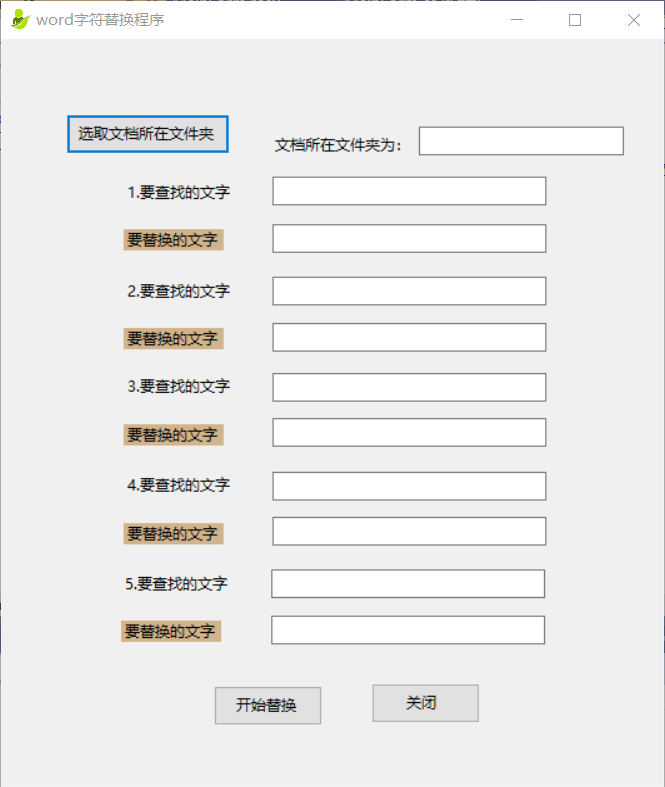 word字符替换程序
选取文档所在文件夹
文档所在文件夹为：
1.要查找的文字
要替换的文字
2.要查找的文字
要替换的文字
3.要查找的文字
要替换的文字
4.要查找的文字
要替换的文字
5.要查找的文字
要替换的文字
开始替换
关闭